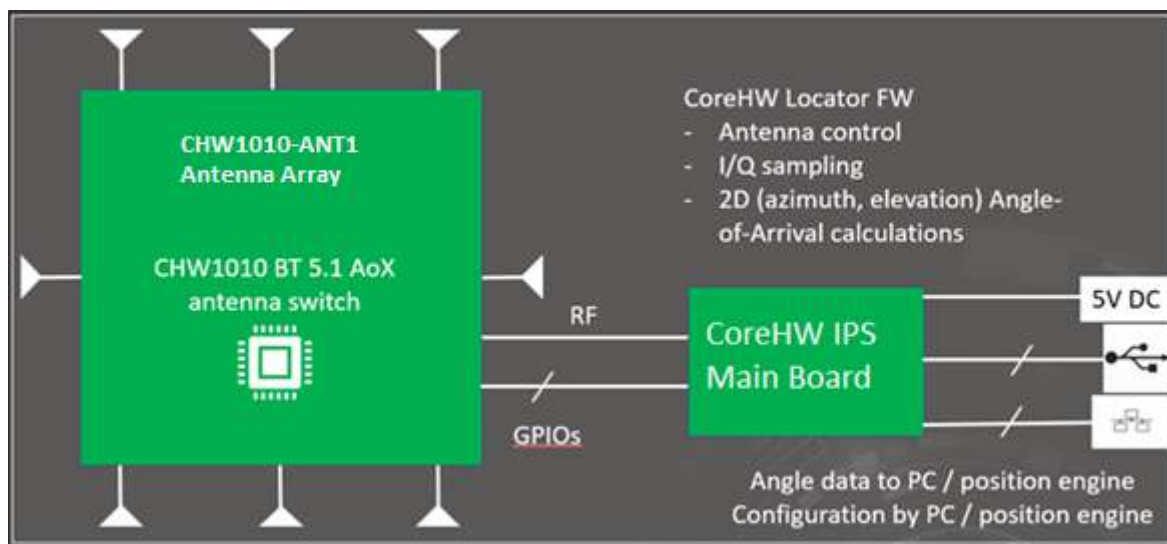 CHW1010-ANT1
Antenna Array
CHW1010 BT 5.1 AoX
antenna switch
RF
GPIOs
CoreHW Locator FW
- Antenna control
- I/Q sampling
- 2D (azimuth, elevation) Angle-
of-Arrival calculations
CoreHW IPS
Main Board
5V DC
Angle data to PC / position engine
Configuration by PC / position engine